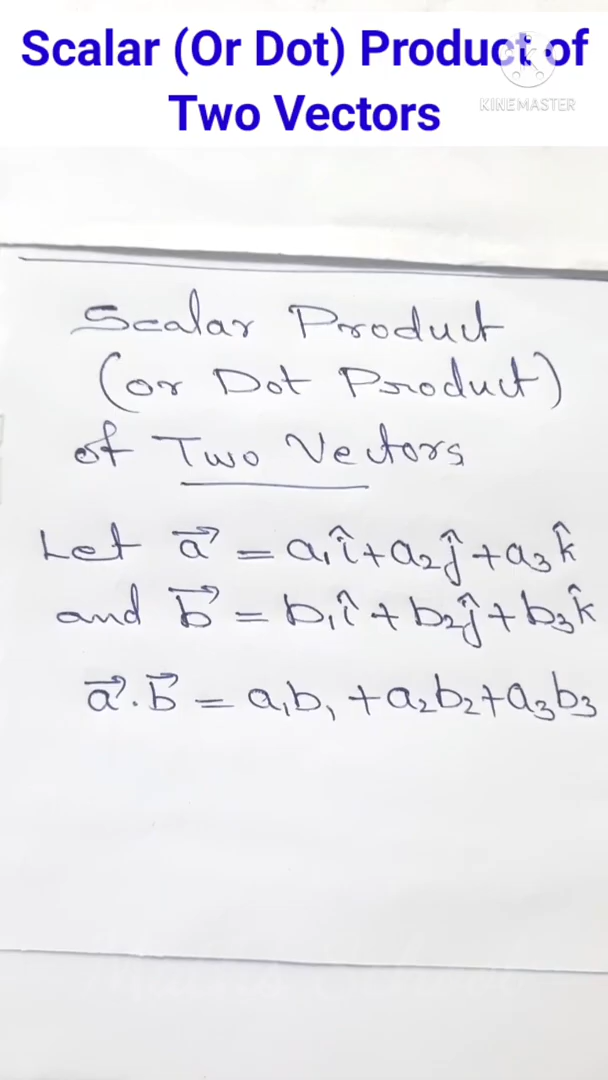 Scalar (Or Dot) Product of
Two Vectors
KINEMASTER
Scalar Product
(or Dot Product)
of Two Vectors
Let a⃗ = a₁î + a₂ĵ + a₃k̂
and b⃗ = b₁î + b₂ĵ + b₃k̂
a⃗ . b⃗ = a₁b₁ + a₂b₂ + a₃b₃